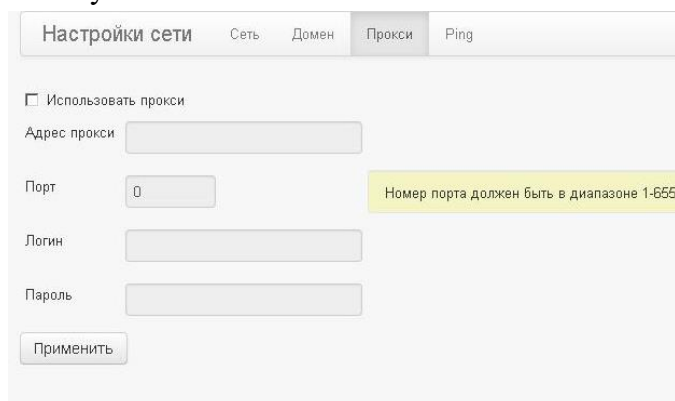 Настройки сети Сеть Домен Прокси Ping
Использовать прокси
Адрес прокси
Порт 0 Номер порта должен быть в диапазоне 1-655
Логин
Пароль
Применить